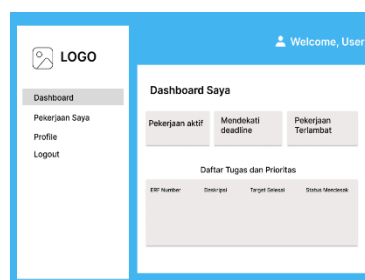 Welcome, User
LOGO
Dashboard
Pekerjaan Saya
Profile
Logout
Dashboard Saya
Pekerjaan aktif
Mendekati
deadline
Pekerjaan
Terlambat
Daftar Tugas dan Prioritas
ERF Number Deskripsi Target Selesai Status Mendesak